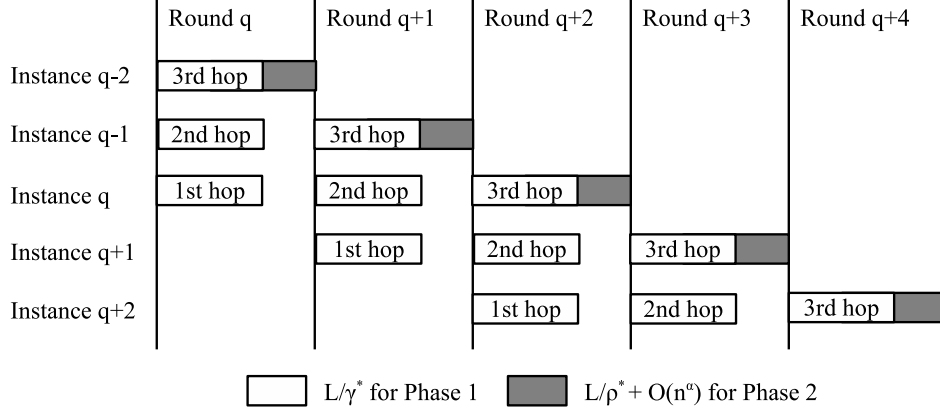 Round q Round q+1 Round q+2 Round q+3 Round q+4
Instance q-2 3rd hop
Instance q-1 2nd hop 3rd hop
Instance q 1st hop 2nd hop 3rd hop
Instance q+1 1st hop 2nd hop 3rd hop
Instance q+2 1st hop 2nd hop 3rd hop
L/γ* for Phase 1 L/ρ* + O(nᵅ) for Phase 2